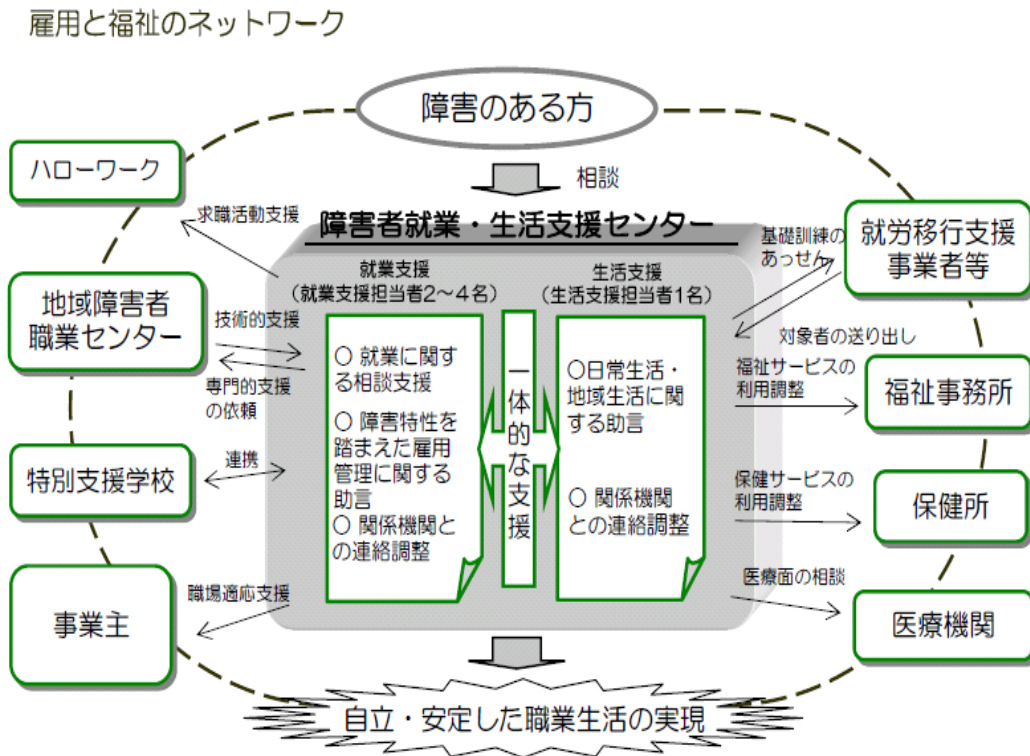 雇用と福祉のネットワーク
障害のある方
相談
ハローワーク
求職活動支援
地域障害者
職業センター
技術的支援
専門的支援
の依頼
特別支援学校
連携
事業主
職場適応支援
障害者就業・生活支援センター
就業支援
（就業支援担当者2～4名）
○ 就業に関す
る相談支援
○ 障害特性を
踏まえた雇用
管理に関する
助言
○ 関係機関と
の連絡調整
一体的な支援
生活支援
（生活支援担当者1名）
○日常生活・
地域生活に関
する助言
○ 関係機関
との連絡調整
基礎訓練の
あっせん
就労移行支援
事業者等
対象者の送り出し
福祉サービスの
利用調整
福祉事務所
保健サービスの
利用調整
保健所
医療面の相談
医療機関
自立・安定した職業生活の実現